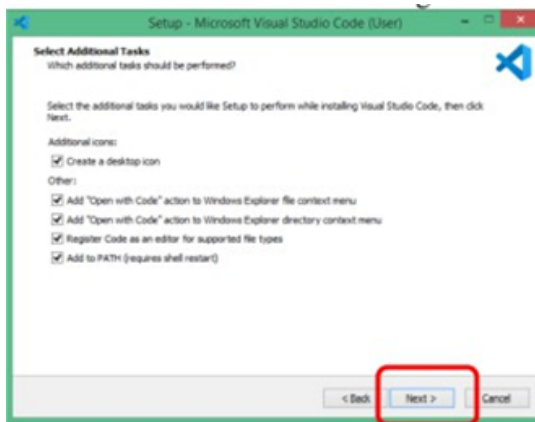 Setup - Microsoft Visual Studio Code (User)
Select Additional Tasks
Which additional tasks should be performed?
Select the additional tasks you would like Setup to perform while installing Visual Studio Code, then click
Next.
Additional icons:
Create a desktop icon
Other:
Add "Open with Code" action to Windows Explorer file context menu
Add "Open with Code" action to Windows Explorer directory context menu
Register Code as an editor for supported file types
Add to PATH (requires shell restart)
< Back Next > Cancel